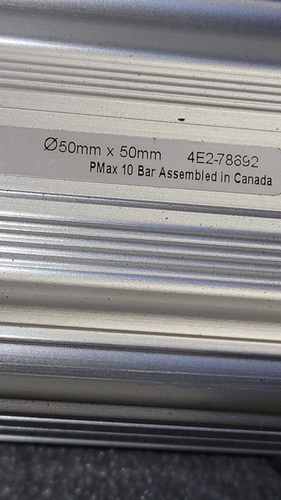 Ø50mm x 50mm 4E2-78692
PMax 10 Bar Assembled in Canada